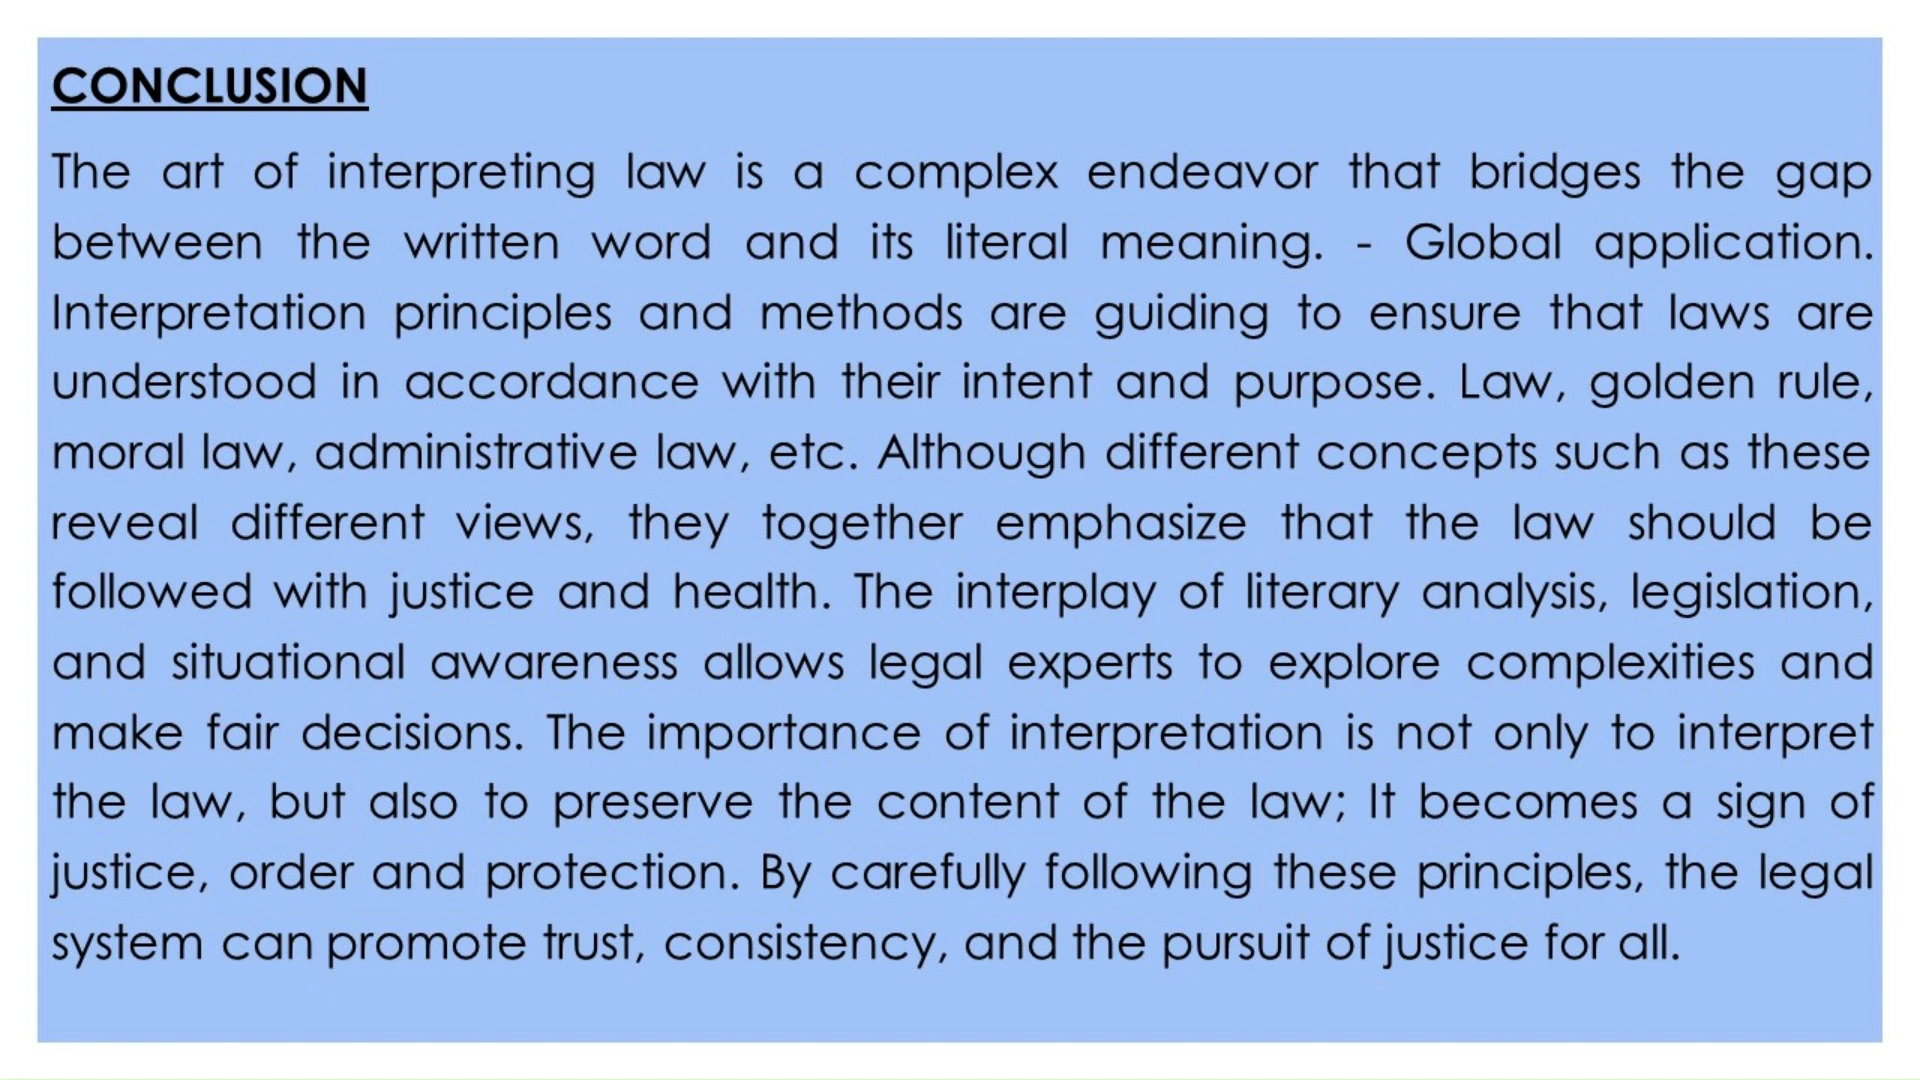 CONCLUSION
The art of interpreting law is a complex endeavor that bridges the gap
between the written word and its literal meaning. - Global application.
Interpretation principles and methods are guiding to ensure that laws are
understood in accordance with their intent and purpose. Law, golden rule,
moral law, administrative law, etc. Although different concepts such as these
reveal different views, they together emphasize that the law should be
followed with justice and health. The interplay of literary analysis, legislation,
and situational awareness allows legal experts to explore complexities and
make fair decisions. The importance of interpretation is not only to interpret
the law, but also to preserve the content of the law; It becomes a sign of
justice, order and protection. By carefully following these principles, the legal
system can promote trust, consistency, and the pursuit of justice for all.